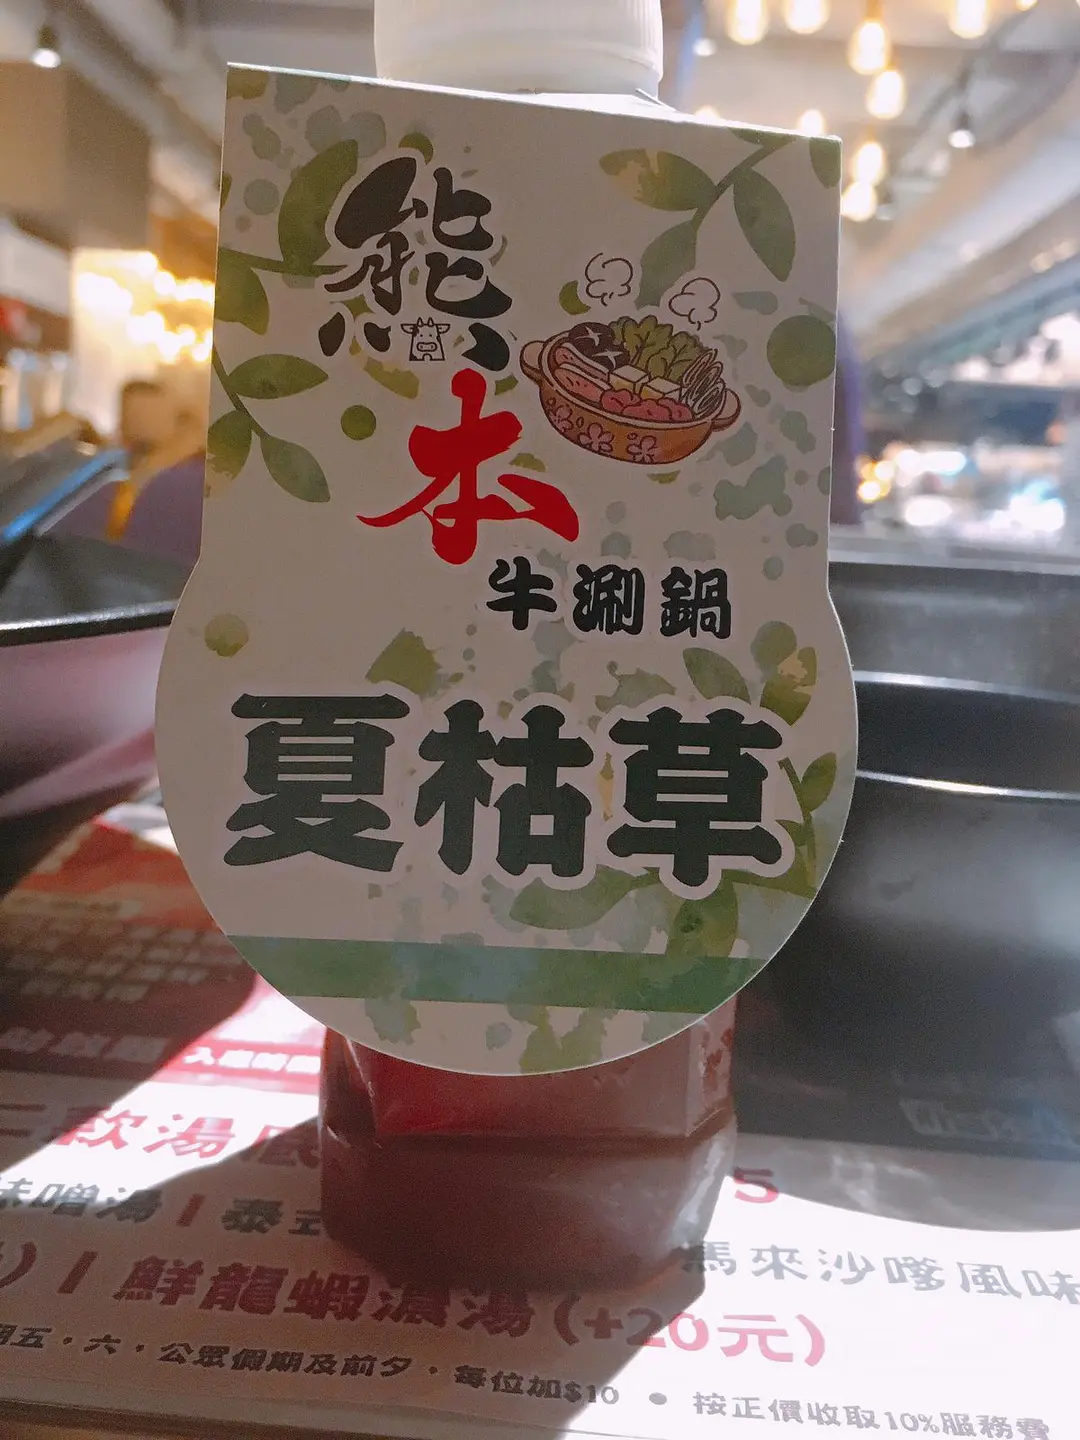 熊
本
牛涮鍋
夏枯草
款湯底
味噌湯 | 泰式
5
馬來沙嗲風味
) | 鮮龍蝦濃湯 (+20元)
五，六，公眾假期及前夕，每位加$10 ● 按正價收取10%服務費